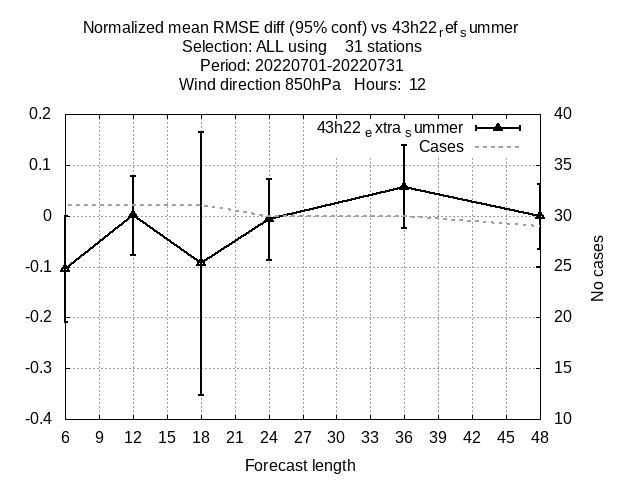 Normalized mean RMSE diff (95% conf) vs 43h22refsummer
Selection: ALL using    31 stations
Period: 20220701-20220731
Wind direction 850hPa   Hours:  12
43h22extrasummer
Cases
0.2
0.1
0
-0.1
-0.2
-0.3
-0.4
40
35
30
25
20
15
10
No cases
6 9 12 15 18 21 24 27 30 33 36 39 42 45 48
Forecast length